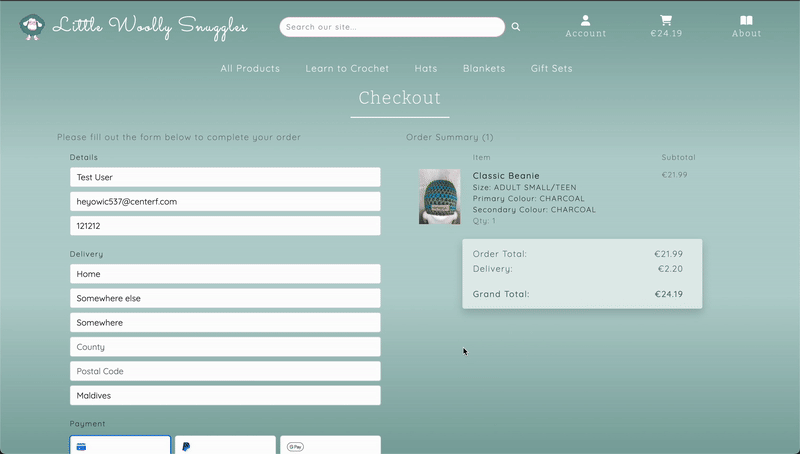 Little Woolly Snuggles
Search our site...
Account
€24.19
About
All Products
Learn to Crochet
Hats
Blankets
Gift Sets
Checkout
Please fill out the form below to complete your order
Order Summary (1)
Details
Test User
heyowic537@centerf.com
121212
Delivery
Home
Somewhere else
Somewhere
County
Postal Code
Maldives
Payment
G Pay
Item
Subtotal
Classic Beanie
€21.99
Size: ADULT SMALL/TEEN
Primary Colour: CHARCOAL
Secondary Colour: CHARCOAL
Qty: 1
Order Total:
€21.99
Delivery:
€2.20
Grand Total:
€24.19